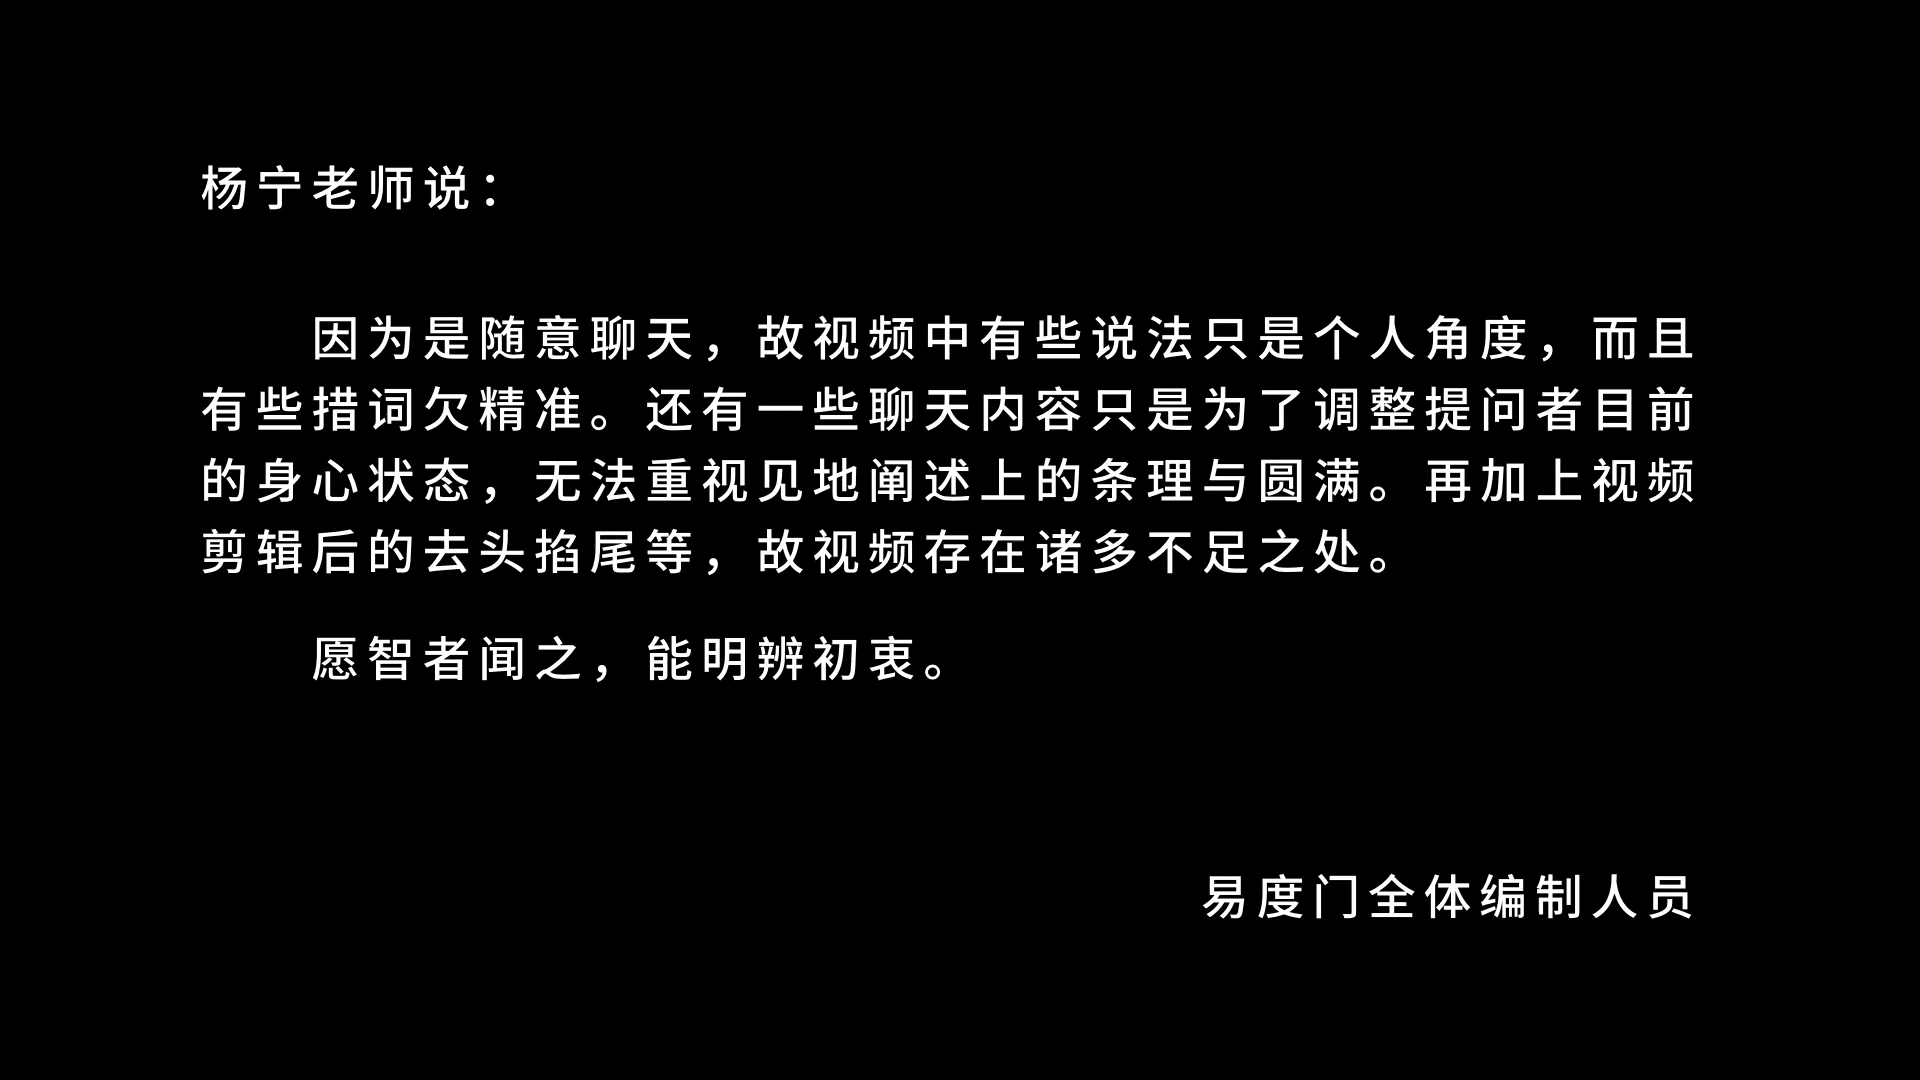 杨宁老师说：
因为是随意聊天，故视频中有些说法只是个人角度，而且
有些措词欠精准。还有一些聊天内容只是为了调整提问者目前
的身心状态，无法重视见地阐述上的条理与圆满。再加上视频
剪辑后的去头掐尾等，故视频存在诸多不足之处。
愿智者闻之，能明辨初衷。
易度门全体编制人员